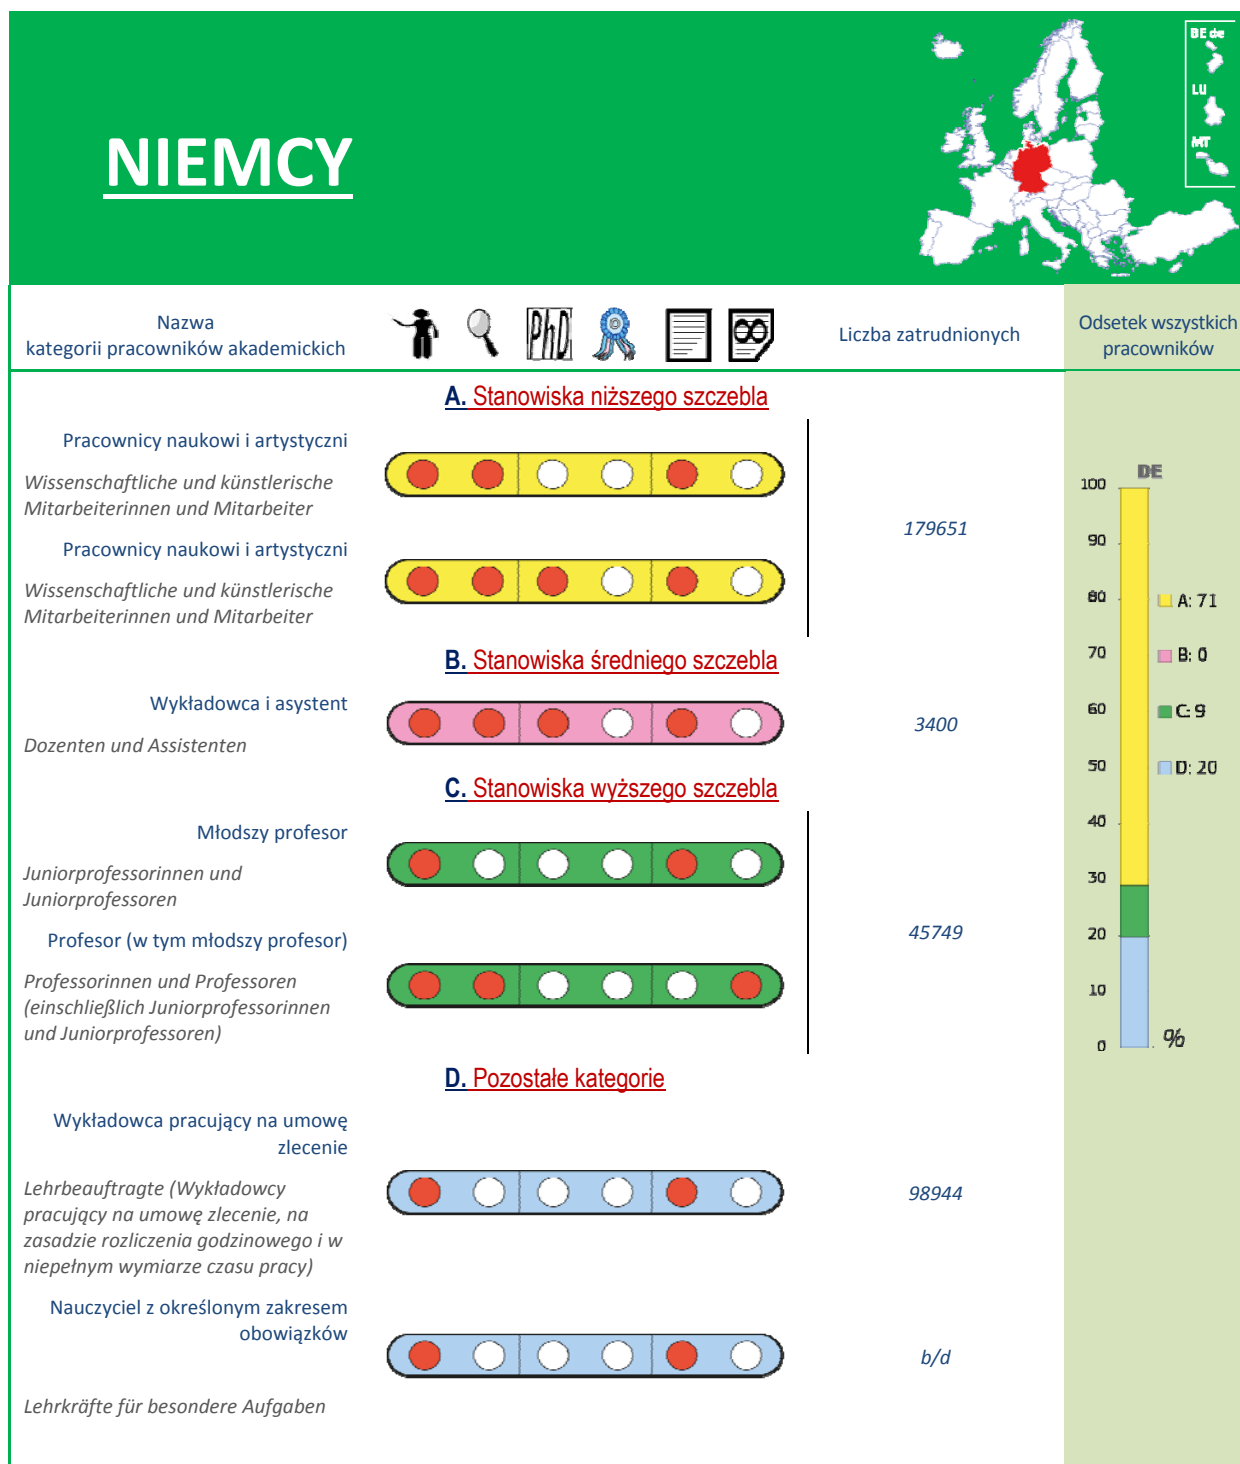 BE de
LU
MT
NIEMCY
Nazwa
kategorii pracowników akademickich
PhD
8
Liczba zatrudnionych
Odsetek wszystkich
pracowników
A. Stanowiska niższego szczebla
Pracownicy naukowi i artystyczni
Wissenschaftliche und künstlerische
Mitarbeiterinnen und Mitarbeiter
179651
Pracownicy naukowi i artystyczni
Wissenschaftliche und künstlerische
Mitarbeiterinnen und Mitarbeiter
B. Stanowiska średniego szczebla
Wykładowca i asystent
Dozenten und Assistenten
3400
C. Stanowiska wyższego szczebla
Młodszy profesor
Juniorprofessorinnen und
Juniorprofessoren
45749
Profesor (w tym młodszy profesor)
Professorinnen und Professoren
(einschließlich Juniorprofessorinnen
und Juniorprofessoren)
D. Pozostałe kategorie
Wykładowca pracujący na umowę
zlecenie
Lehrbeauftragte (Wykładowcy
pracujący na umowę zlecenie, na
zasadzie rozliczenia godzinowego i w
niepełnym wymiarze czasu pracy)
98944
Nauczyciel z określonym zakresem
obowiązków
Lehrkräfte für besondere Aufgaben
b/d
DE
100
90
80
70
60
50
40
30
20
10
0
%
A: 71
B: 0
C: 9
D: 20